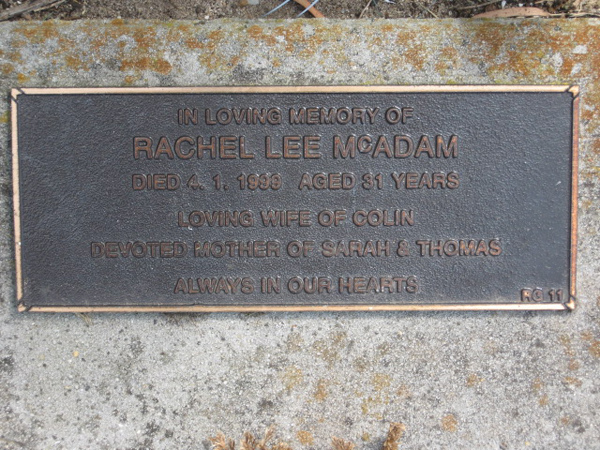 IN LOVING MEMORY OF
RACHEL LEE McADAM
DIED 4. 1. 1998 AGED 31 YEARS
LOVING WIFE OF COLIN
DEVOTED MOTHER OF SARAH & THOMAS
ALWAYS IN OUR HEARTS
RG 11